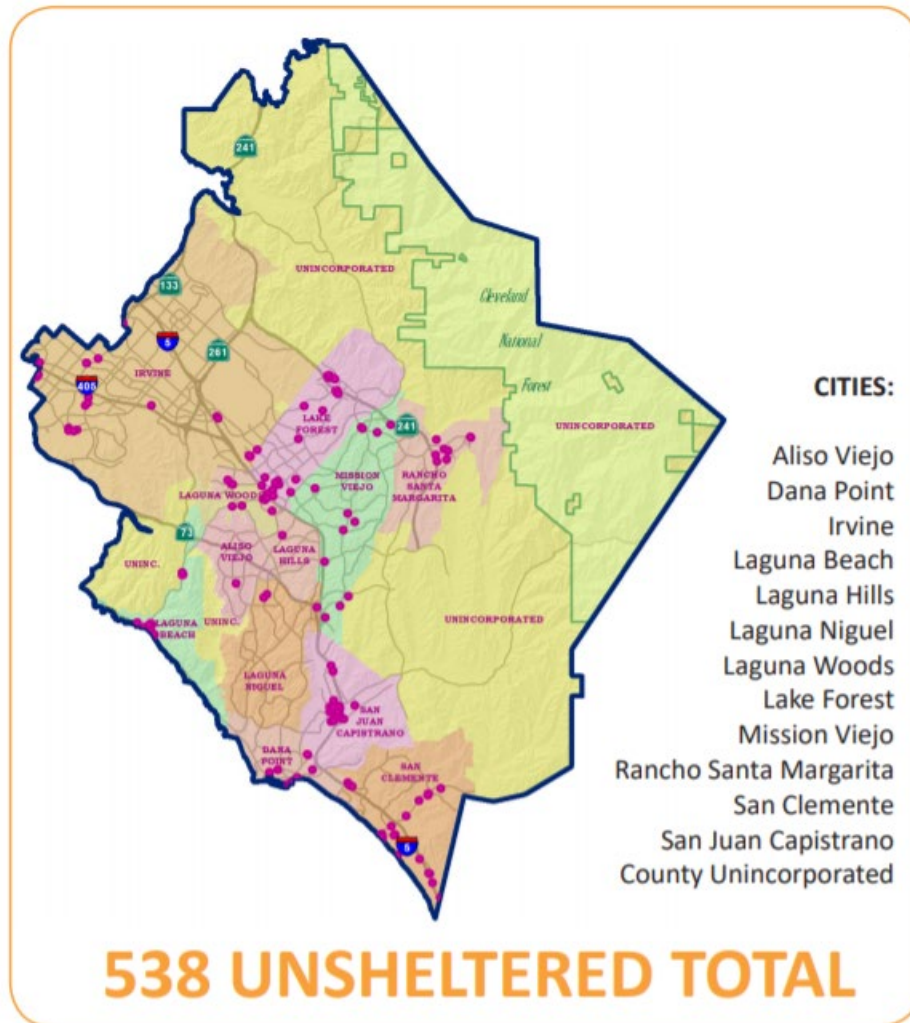 241
UNINCORPORATED
133
Cleveland
National
Forest
5
261
IRVINE
405
CITIES:
LAKE
FOREST
241
UNINCORPORATED
Aliso Viejo
Dana Point
Irvine
Laguna Beach
Laguna Hills
Laguna Niguel
Laguna Woods
Lake Forest
Mission Viejo
Rancho Santa Margarita
San Clemente
San Juan Capistrano
County Unincorporated
MISSION
VIEJO
RANCHO
SANTA
MARGARITA
LAGUNA WOODS
73
ALISO
VIEJO
LAGUNA
HILLS
UNINC.
LAGUNA
BEACH
UNINC.
UNINCORPORATED
LAGUNA
NIGUEL
SAN
JUAN
CAPISTRANO
DANA
POINT
SAN
CLEMENTE
5
538 UNSHELTERED TOTAL